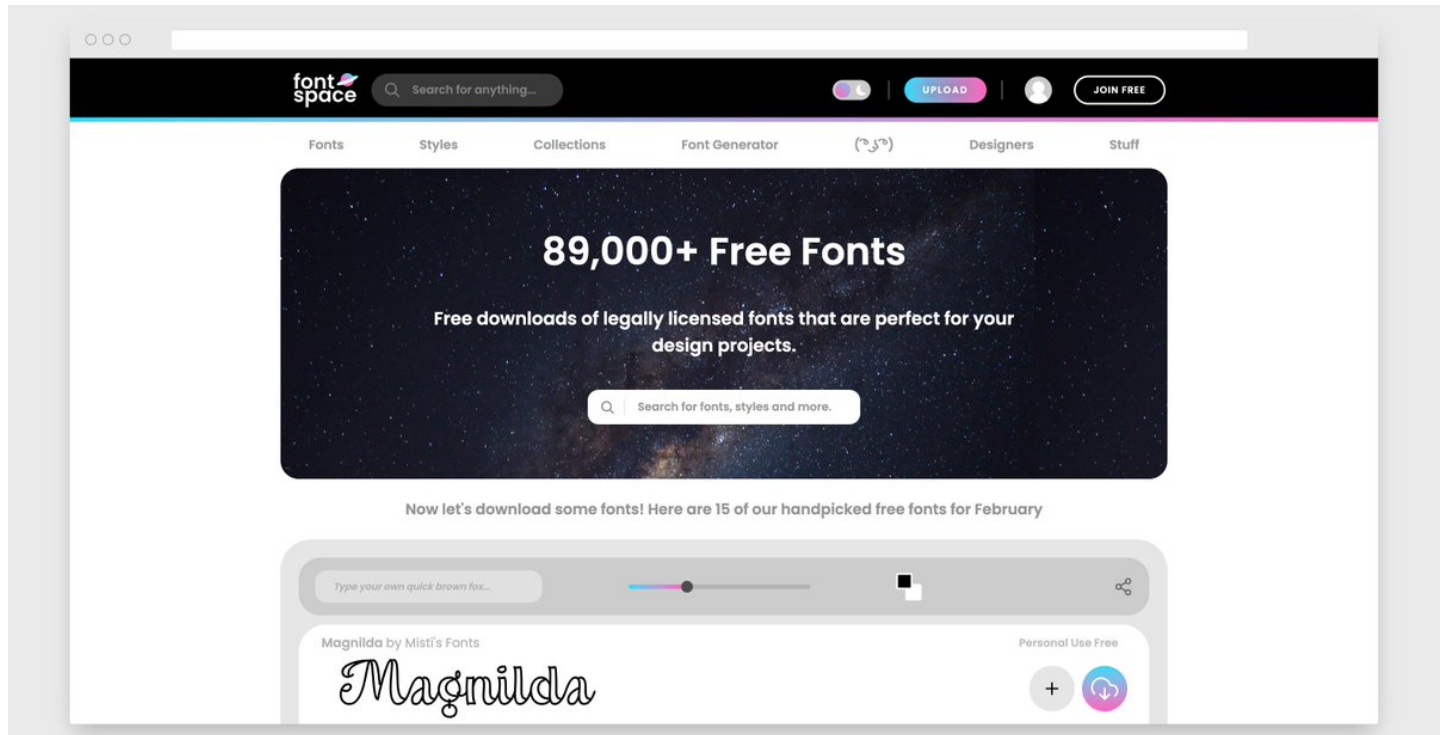 font
space
Search for anything...
UPLOAD
JOIN FREE
Fonts Styles Collections Font Generator ( ͡° ͜ʖ ͡°) Designers Stuff
89,000+ Free Fonts
Free downloads of legally licensed fonts that are perfect for your
design projects.
Search for fonts, styles and more.
Now let's download some fonts! Here are 15 of our handpicked free fonts for February
Type your own quick brown fox...
Magnilda by Misti's Fonts
Personal Use Free
Magnilda